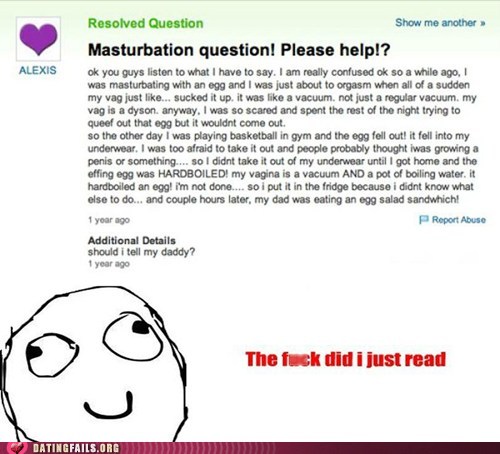 ALEXIS
Resolved Question
Show me another »
Masturbation question! Please help!?
ok you guys listen to what I have to say. I am really confused ok so a while ago, I
was masturbating with an egg and I was just about to orgasm when all of a sudden
my vag just like... sucked it up. it was like a vacuum. not just a regular vacuum. my
vag is a dyson. anyway, I was so scared and spent the rest of the night trying to
queef out that egg but it wouldnt come out.
so the other day I was playing basketball in gym and the egg fell out! it fell into my
underwear. I was too afraid to take it out and people probably thought iwas growing a
penis or something.... so I didnt take it out of my underwear until I got home and the
effing egg was HARDBOILED! my vagina is a vacuum AND a pot of boiling water. it
hardboiled an egg! i'm not done.... so i put it in the fridge because i didnt know what
else to do... and couple hours later, my dad was eating an egg salad sandwhich!
1 year ago
Report Abuse
Additional Details
should i tell my daddy?
1 year ago
The f**ck did i just read
DATINGFAILS.ORG